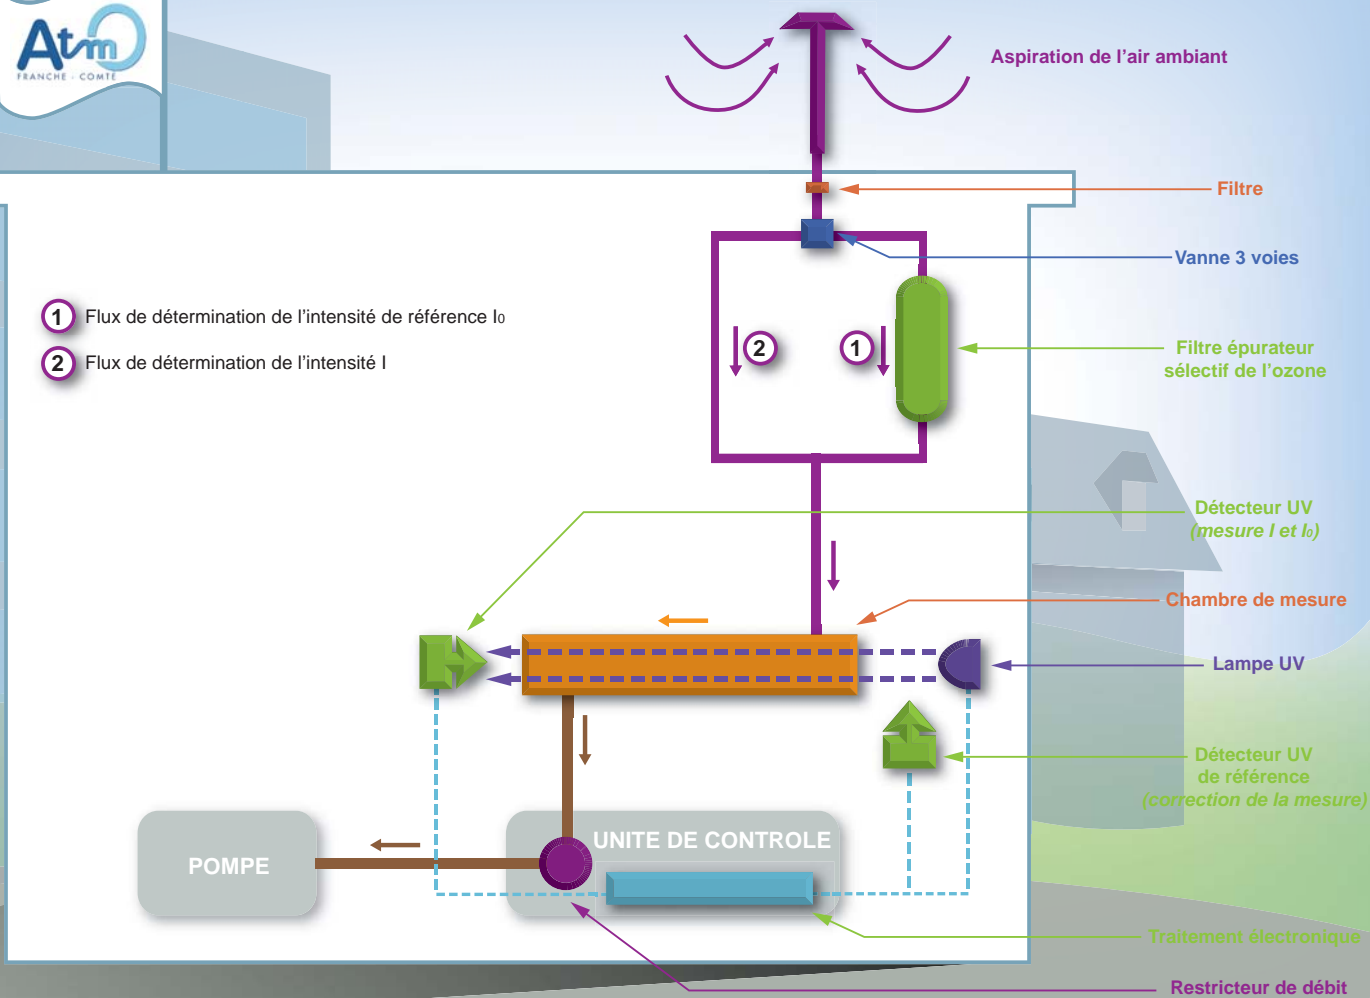 Atmo
FRANCHE - COMTÉ
Aspiration de l'air ambiant
Filtre
Vanne 3 voies
1 Flux de détermination de l'intensité de référence I0
2 Flux de détermination de l'intensité I
2
1
Filtre épurateur
sélectif de l'ozone
Détecteur UV
(mesure I et I0)
Chambre de mesure
Lampe UV
Détecteur UV
de référence
(correction de la mesure)
UNITE DE CONTROLE
POMPE
Traitement électronique
Restricteur de débit